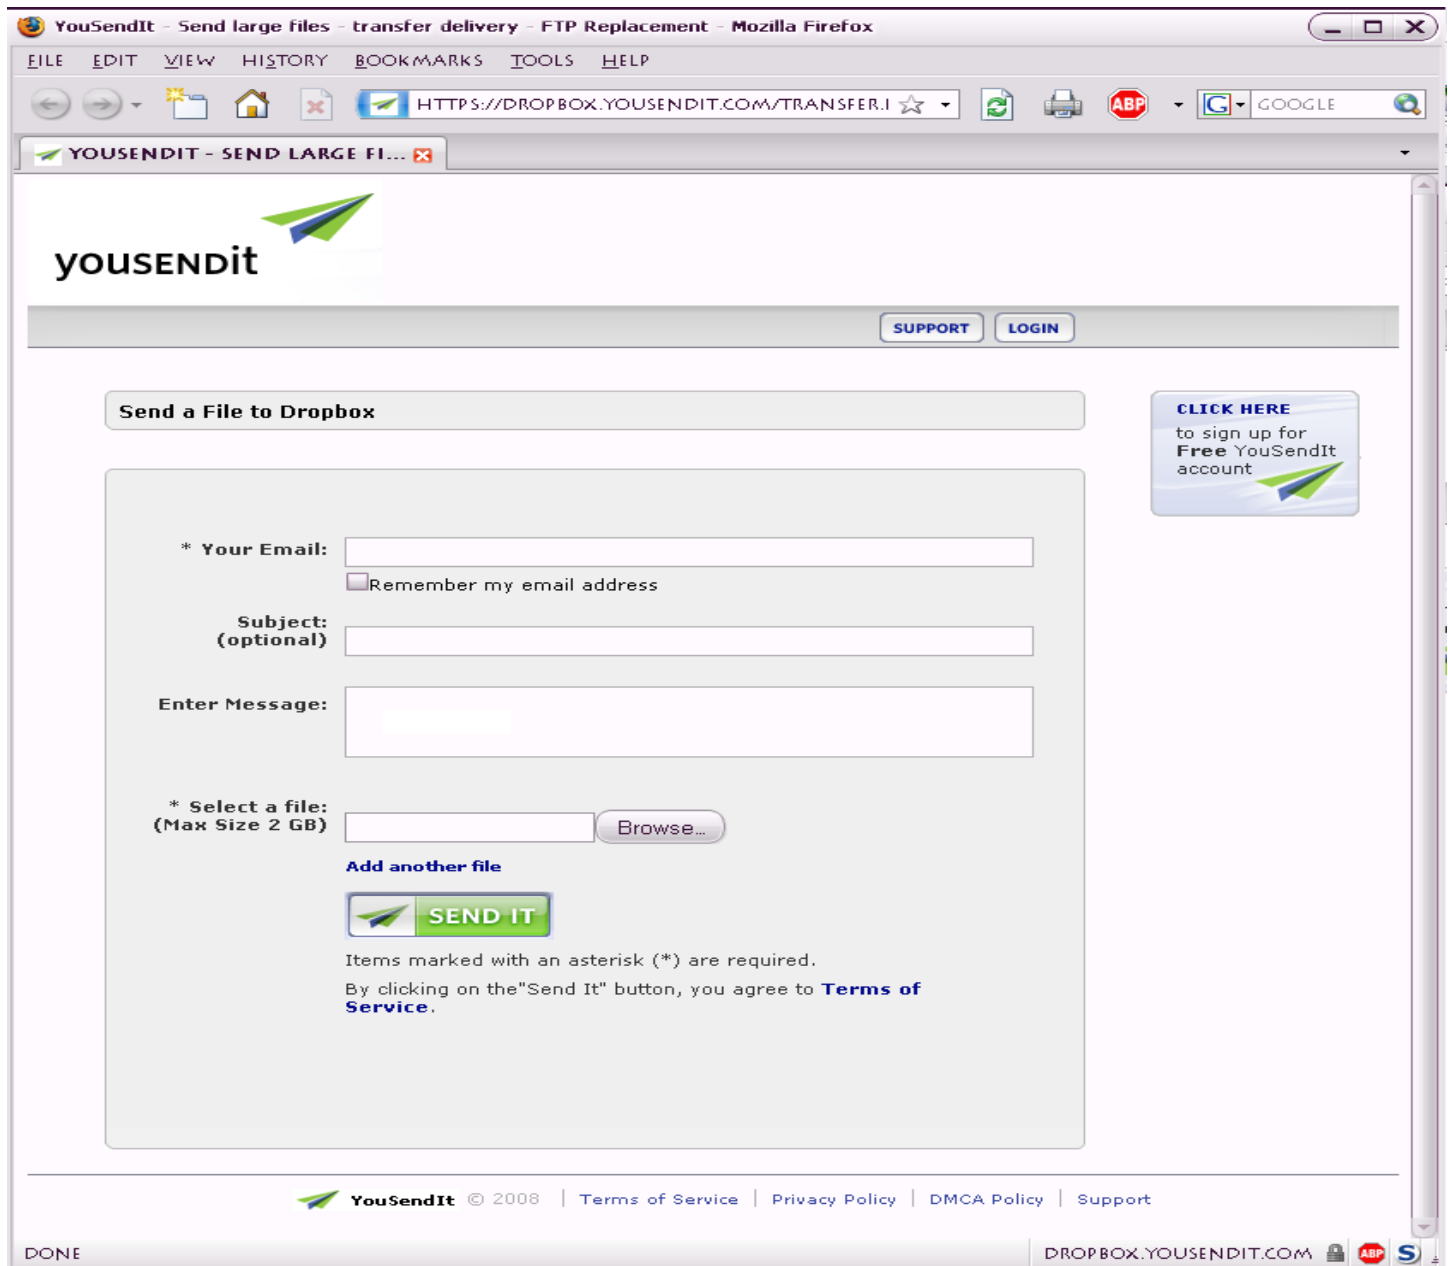 YouSendIt - Send large files - transfer delivery - FTP Replacement - Mozilla Firefox
FILE EDIT VIEW HISTORY BOOKMARKS TOOLS HELP
HTTPS://DROPBOX.YOUSENDIT.COM/TRANSFER.I ABP G GOOGLE
YOUSENDIT - SEND LARGE FI...
yousendit
SUPPORT LOGIN
Send a File to Dropbox
CLICK HERE
to sign up for
Free YouSendIt
account
* Your Email:
Remember my email address
Subject:
(optional)
Enter Message:
* Select a file:
(Max Size 2 GB)
Browse...
Add another file
SEND IT
Items marked with an asterisk (*) are required.
By clicking on the"Send It" button, you agree to Terms of
Service.
YouSendIt © 2008 | Terms of Service | Privacy Policy | DMCA Policy | Support
DONE DROPBOX.YOUSENDIT.COM ABP S